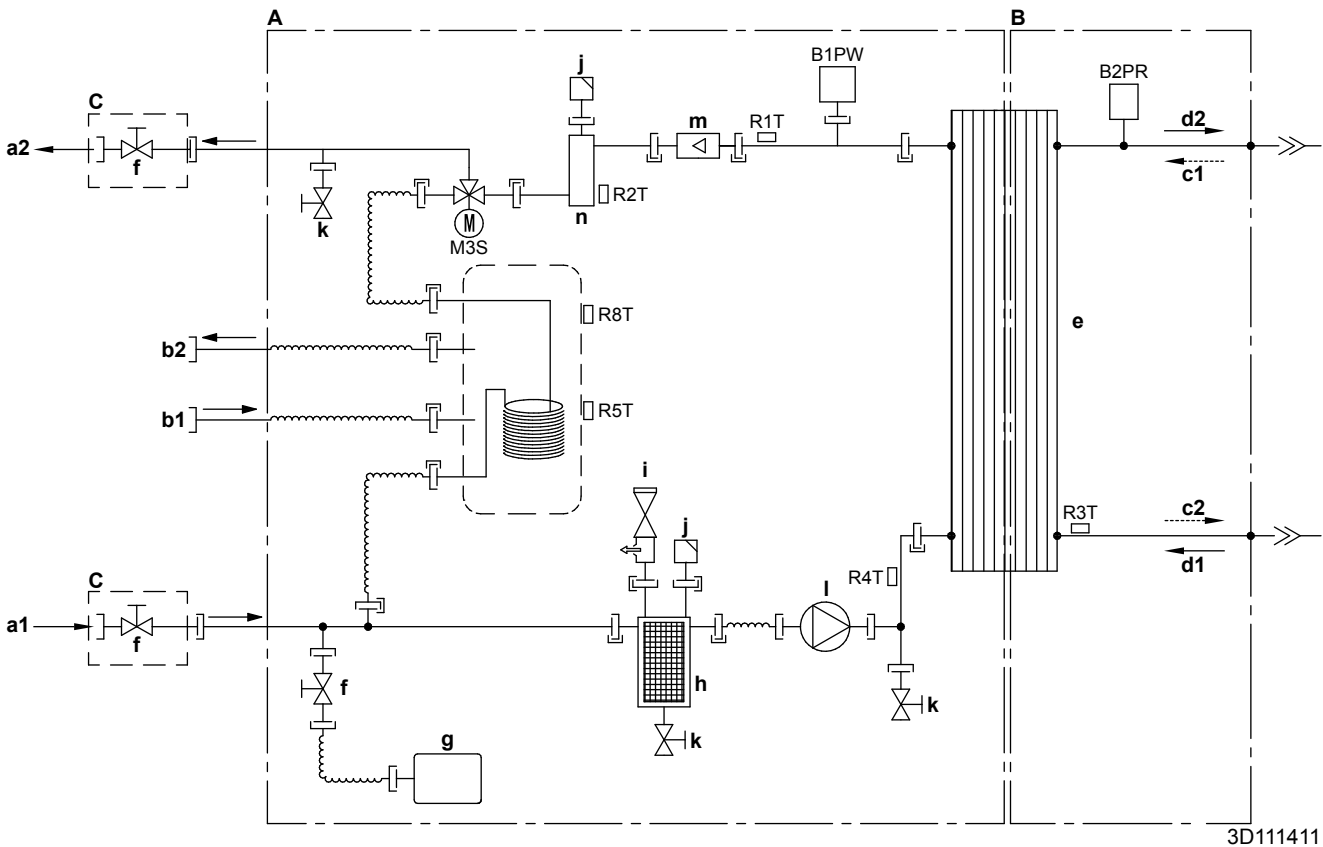 A
B
B1PW
j
B2PR
C
R1T
m
d2
a2
f
c1
R2T
k
n
M
M3S
R8T
e
b2
b1
R5T
i
j
R3T
c2
C
R4T
l
d1
a1
f
f
h
k
k
g
3D111411